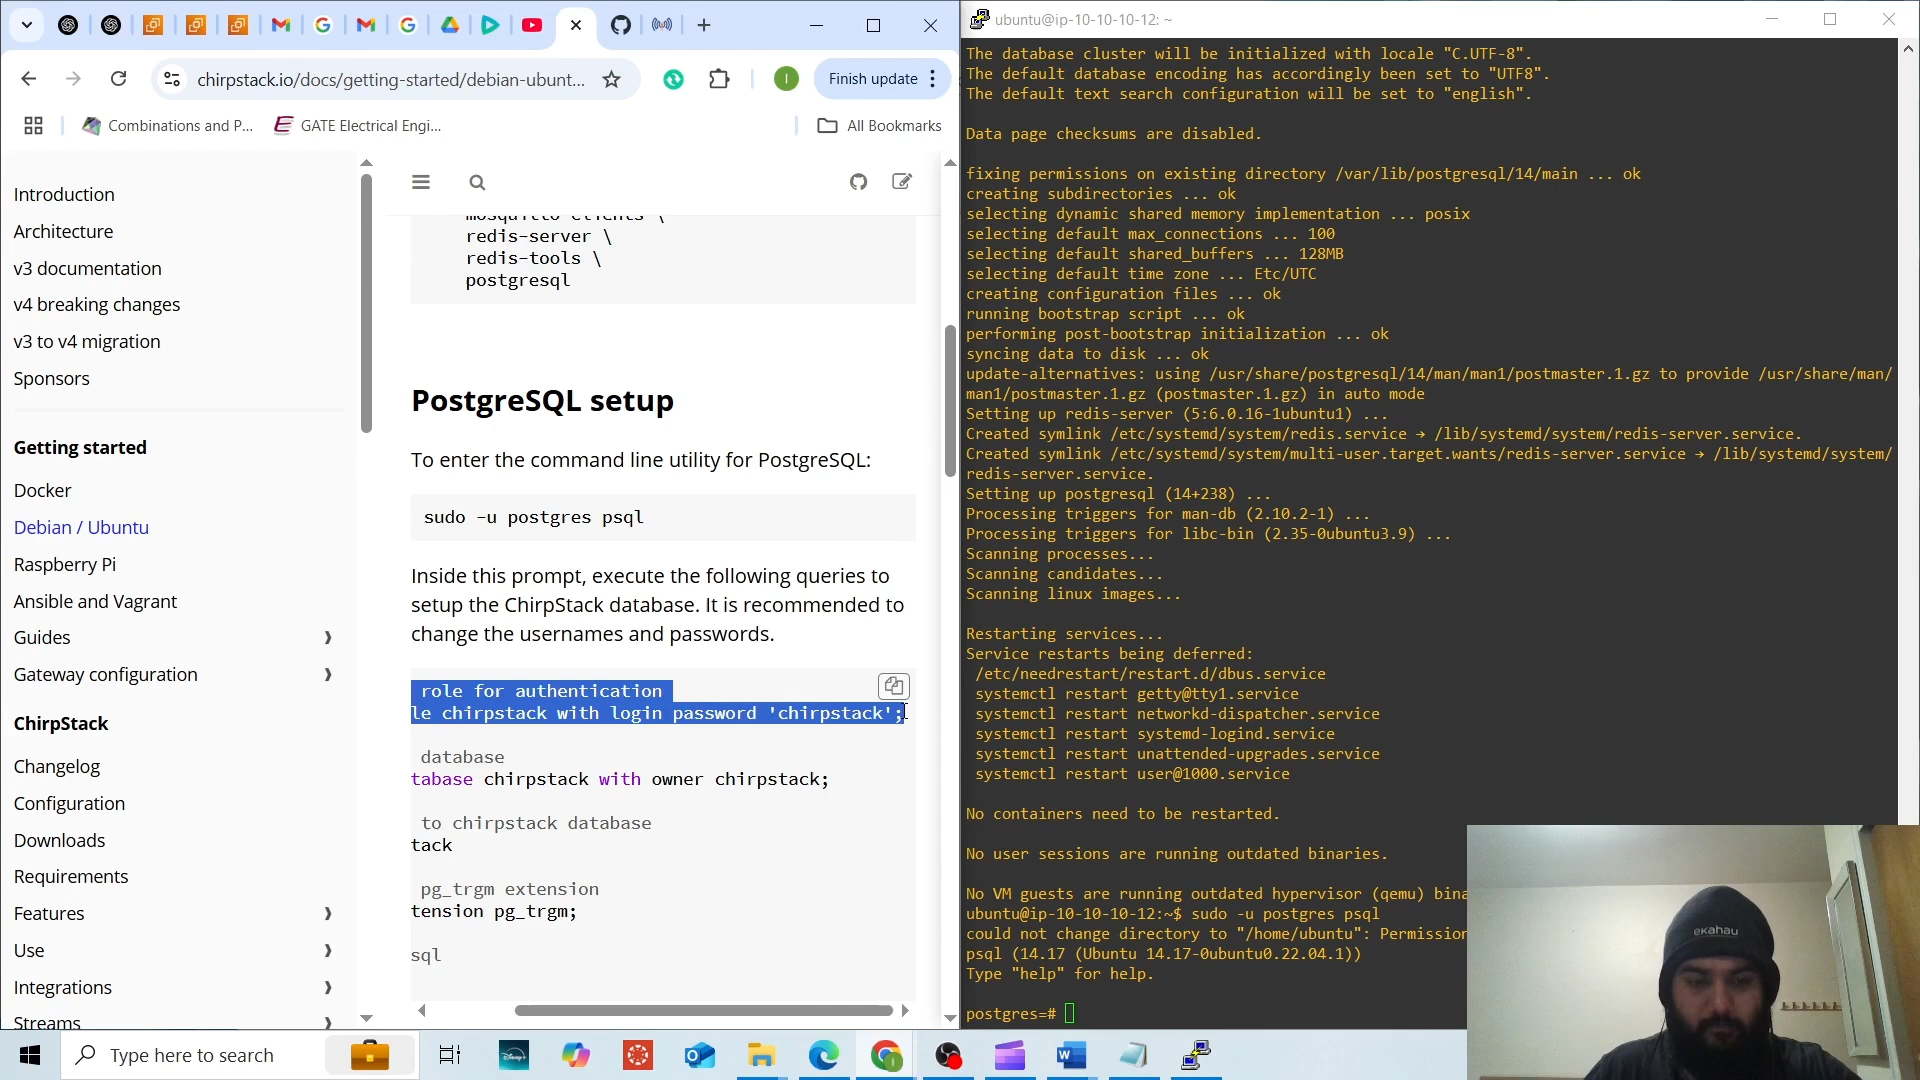 chirpstack.io/docs/getting-started/debian-ubunt...
Finish update
Combinations and P...
GATE Electrical Engi...
All Bookmarks
Introduction
Architecture
v3 documentation
v4 breaking changes
v3 to v4 migration
Sponsors
Getting started
Docker
Debian / Ubuntu
Raspberry Pi
Ansible and Vagrant
Guides
Gateway configuration
ChirpStack
Changelog
Configuration
Downloads
Architecture
Requirements
Features
Use
Integrations
Streams
mosquitto-clients \
redis-server \
redis-tools \
postgresql
PostgreSQL setup
To enter the command line utility for PostgreSQL:
sudo -u postgres psql
Inside this prompt, execute the following queries to
setup the ChirpStack database. It is recommended to
change the usernames and passwords.
role for authentication
le chirpstack with login password 'chirpstack';
database
tabase chirpstack with owner chirpstack;
to chirpstack database
tack
pg_trgm extension
tension pg_trgm;
sql
ubuntu@ip-10-10-10-12: ~
The database cluster will be initialized with locale "C.UTF-8".
The default database encoding has accordingly been set to "UTF8".
The default text search configuration will be set to "english".
Data page checksums are disabled.
fixing permissions on existing directory /var/lib/postgresql/14/main ... ok
creating subdirectories ... ok
selecting dynamic shared memory implementation ... posix
selecting default max_connections ... 100
selecting default shared_buffers ... 128MB
selecting default time zone ... Etc/UTC
creating configuration files ... ok
running bootstrap script ... ok
performing post-bootstrap initialization ... ok
syncing data to disk ... ok
update-alternatives: using /usr/share/postgresql/14/man/man1/postmaster.1.gz to provide /usr/share/man/
man1/postmaster.1.gz (postmaster.1.gz) in auto mode
Setting up redis-server (5:6.0.16-1ubuntu1) ...
Created symlink /etc/systemd/system/redis.service → /lib/systemd/system/redis-server.service.
Created symlink /etc/systemd/system/multi-user.target.wants/redis-server.service → /lib/systemd/system/
redis-server.service.
Setting up postgresql (14+238) ...
Processing triggers for man-db (2.10.2-1) ...
Processing triggers for libc-bin (2.35-0ubuntu3.9) ...
Scanning processes...
Scanning candidates...
Scanning linux images...
Restarting services...
Service restarts being deferred:
/etc/needrestart/restart.d/dbus.service
systemctl restart getty@tty1.service
systemctl restart networkd-dispatcher.service
systemctl restart systemd-logind.service
systemctl restart unattended-upgrades.service
systemctl restart user@1000.service
No containers need to be restarted.
No user sessions are running outdated binaries.
No VM guests are running outdated hypervisor (qemu) bina
ubuntu@ip-10-10-10-12:~$ sudo -u postgres psql
could not change directory to "/home/ubuntu": Permission
psql (14.17 (Ubuntu 14.17-0ubuntu0.22.04.1))
Type "help" for help.
postgres=#
ekahau
Type here to search